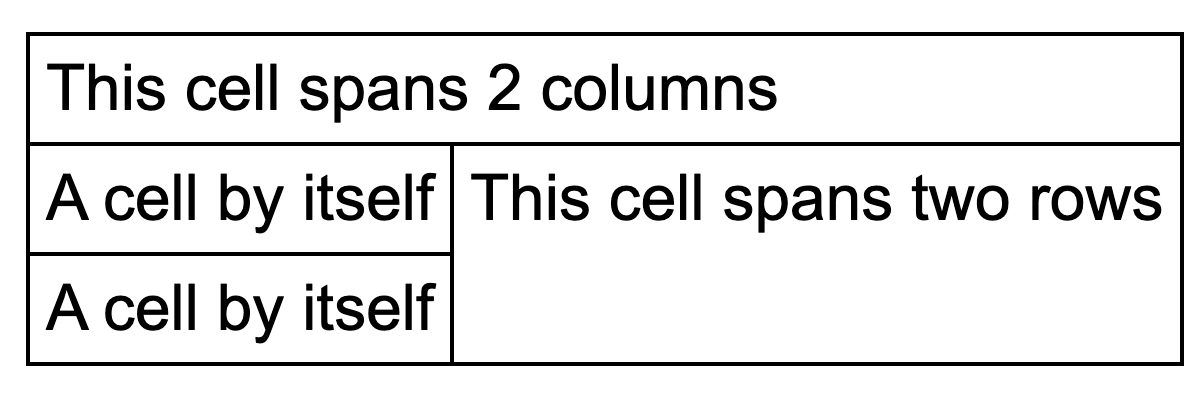 This cell spans 2 columns
A cell by itself
This cell spans two rows
A cell by itself